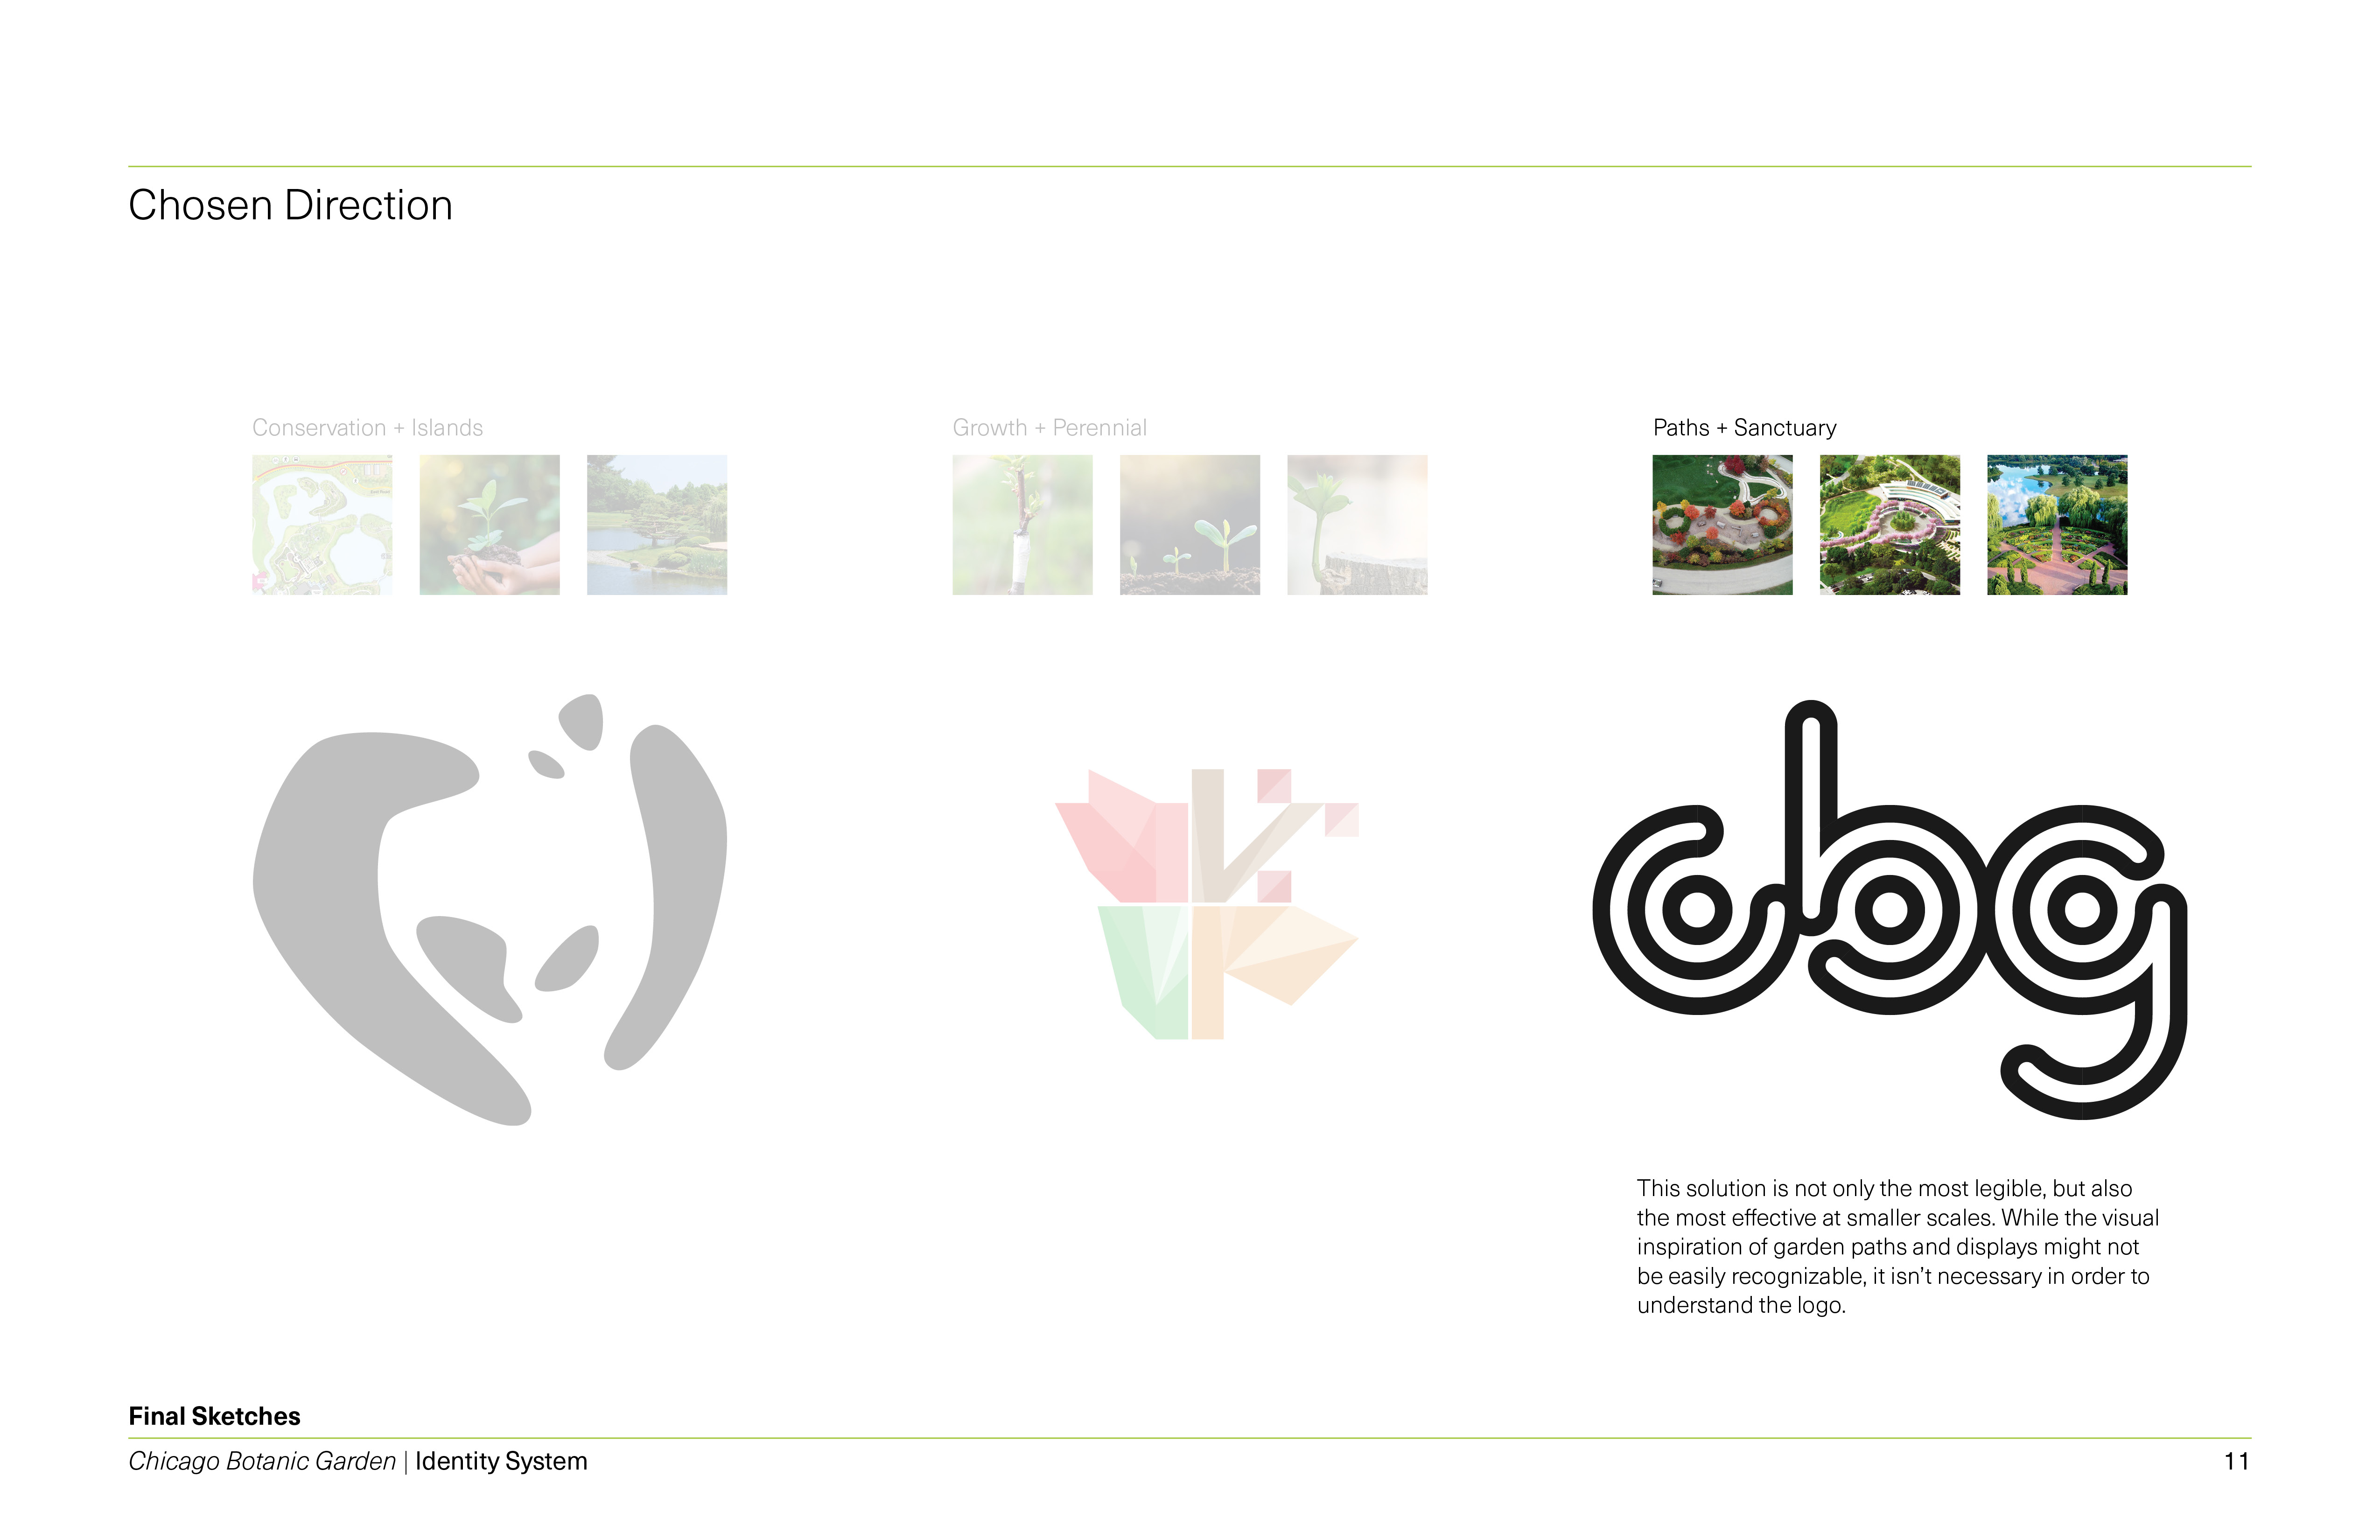 Chosen Direction
Conservation + Islands
Growth + Perennial
Paths + Sanctuary
cbg
This solution is not only the most legible, but also
the most effective at smaller scales. While the visual
inspiration of garden paths and displays might not
be easily recognizable, it isn’t necessary in order to
understand the logo.
Final Sketches
Chicago Botanic Garden | Identity System
11